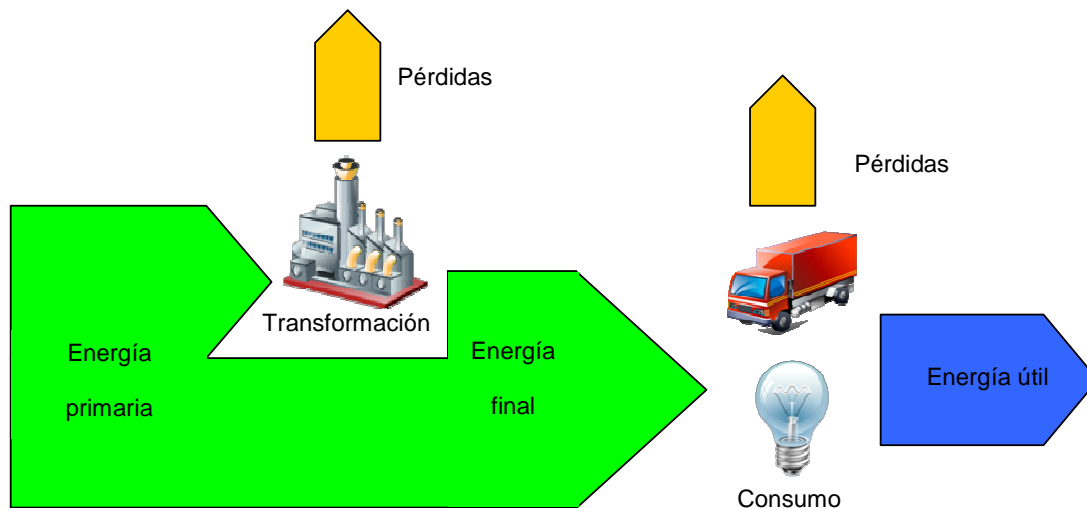 Pérdidas
Pérdidas
Transformación
Energía
primaria
Energía
final
Energía útil
Consumo